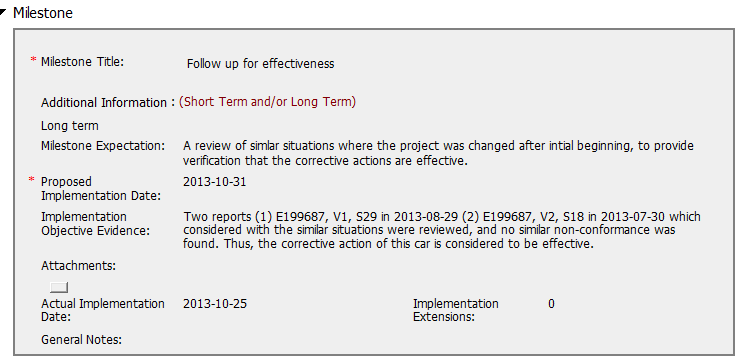 Milestone
* Milestone Title: Follow up for effectiveness
Additional Information : (Short Term and/or Long Term)
Long term
Milestone Expectation: A review of simlar situations where the project was changed after intial beginning, to provide
verification that the corrective actions are effective.
* Proposed 2013-10-31
Implementation Date:
Implementation Two reports (1) E199687, V1, S29 in 2013-08-29 (2) E199687, V2, S18 in 2013-07-30 which
Objective Evidence: considered with the similar situations were reviewed, and no similar non-conformance was
found. Thus, the corrective action of this car is considered to be effective.
Attachments:
Actual Implementation 2013-10-25 Implementation 0
Date: Extensions:
General Notes: